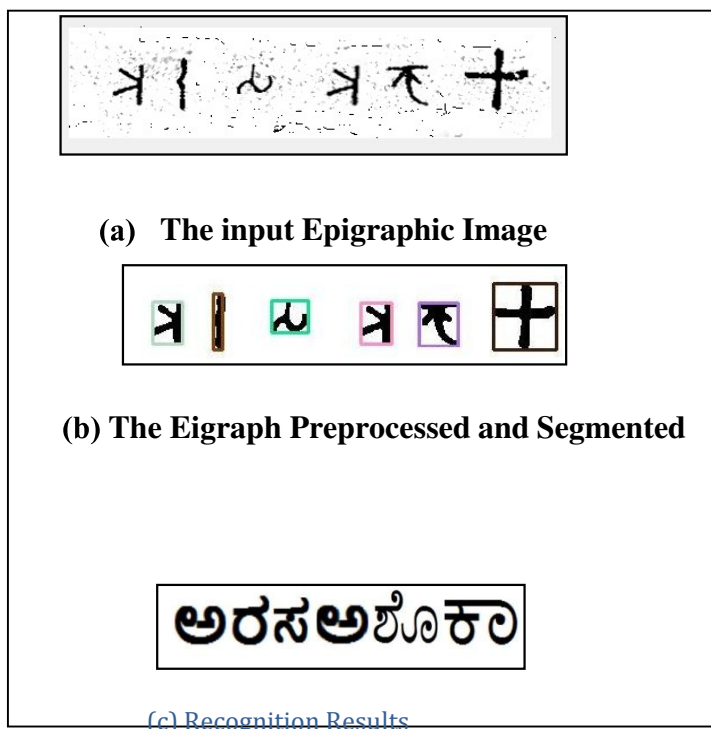 𑀅 𑀭 𑀲 𑀅 𑀰𑁄 𑀓
(a) The input Epigraphic Image
(b) The Eigraph Preprocessed and Segmented
ಅರಸಅಶೊಕಾ
(c) Recognition Results